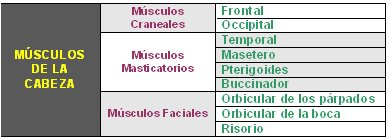 MÚSCULOS
DE LA
CABEZA
Músculos
Craneales
Frontal
Occipital
Músculos
Masticatorios
Temporal
Masetero
Pterigoides
Buccinador
Músculos Faciales
Orbicular de los párpados
Orbicular de la boca
Risorio